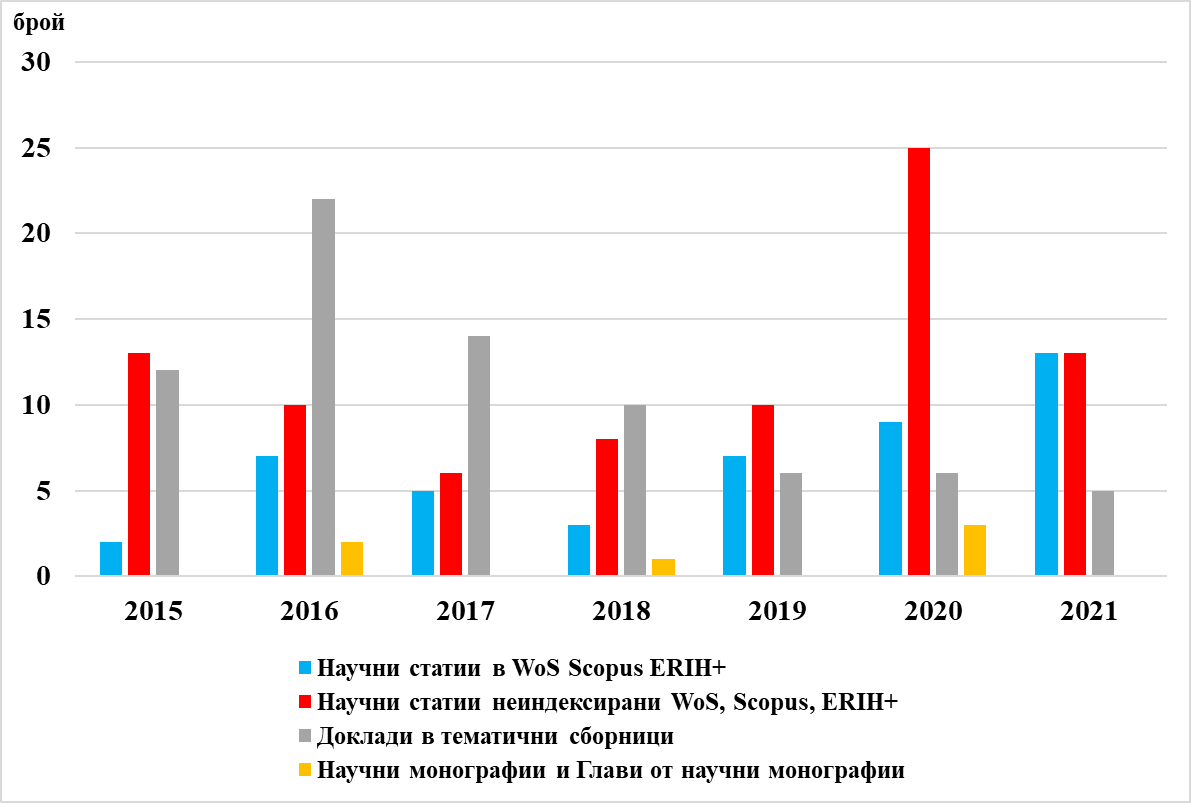 брой
30
25
20
15
10
5
0
2015 2016 2017 2018 2019 2020 2021
Научни статии в WoS Scopus ERIH+
Научни статии неиндексирани WoS, Scopus, ERIH+
Доклади в тематични сборници
Научни монографии и Глави от научни монографии